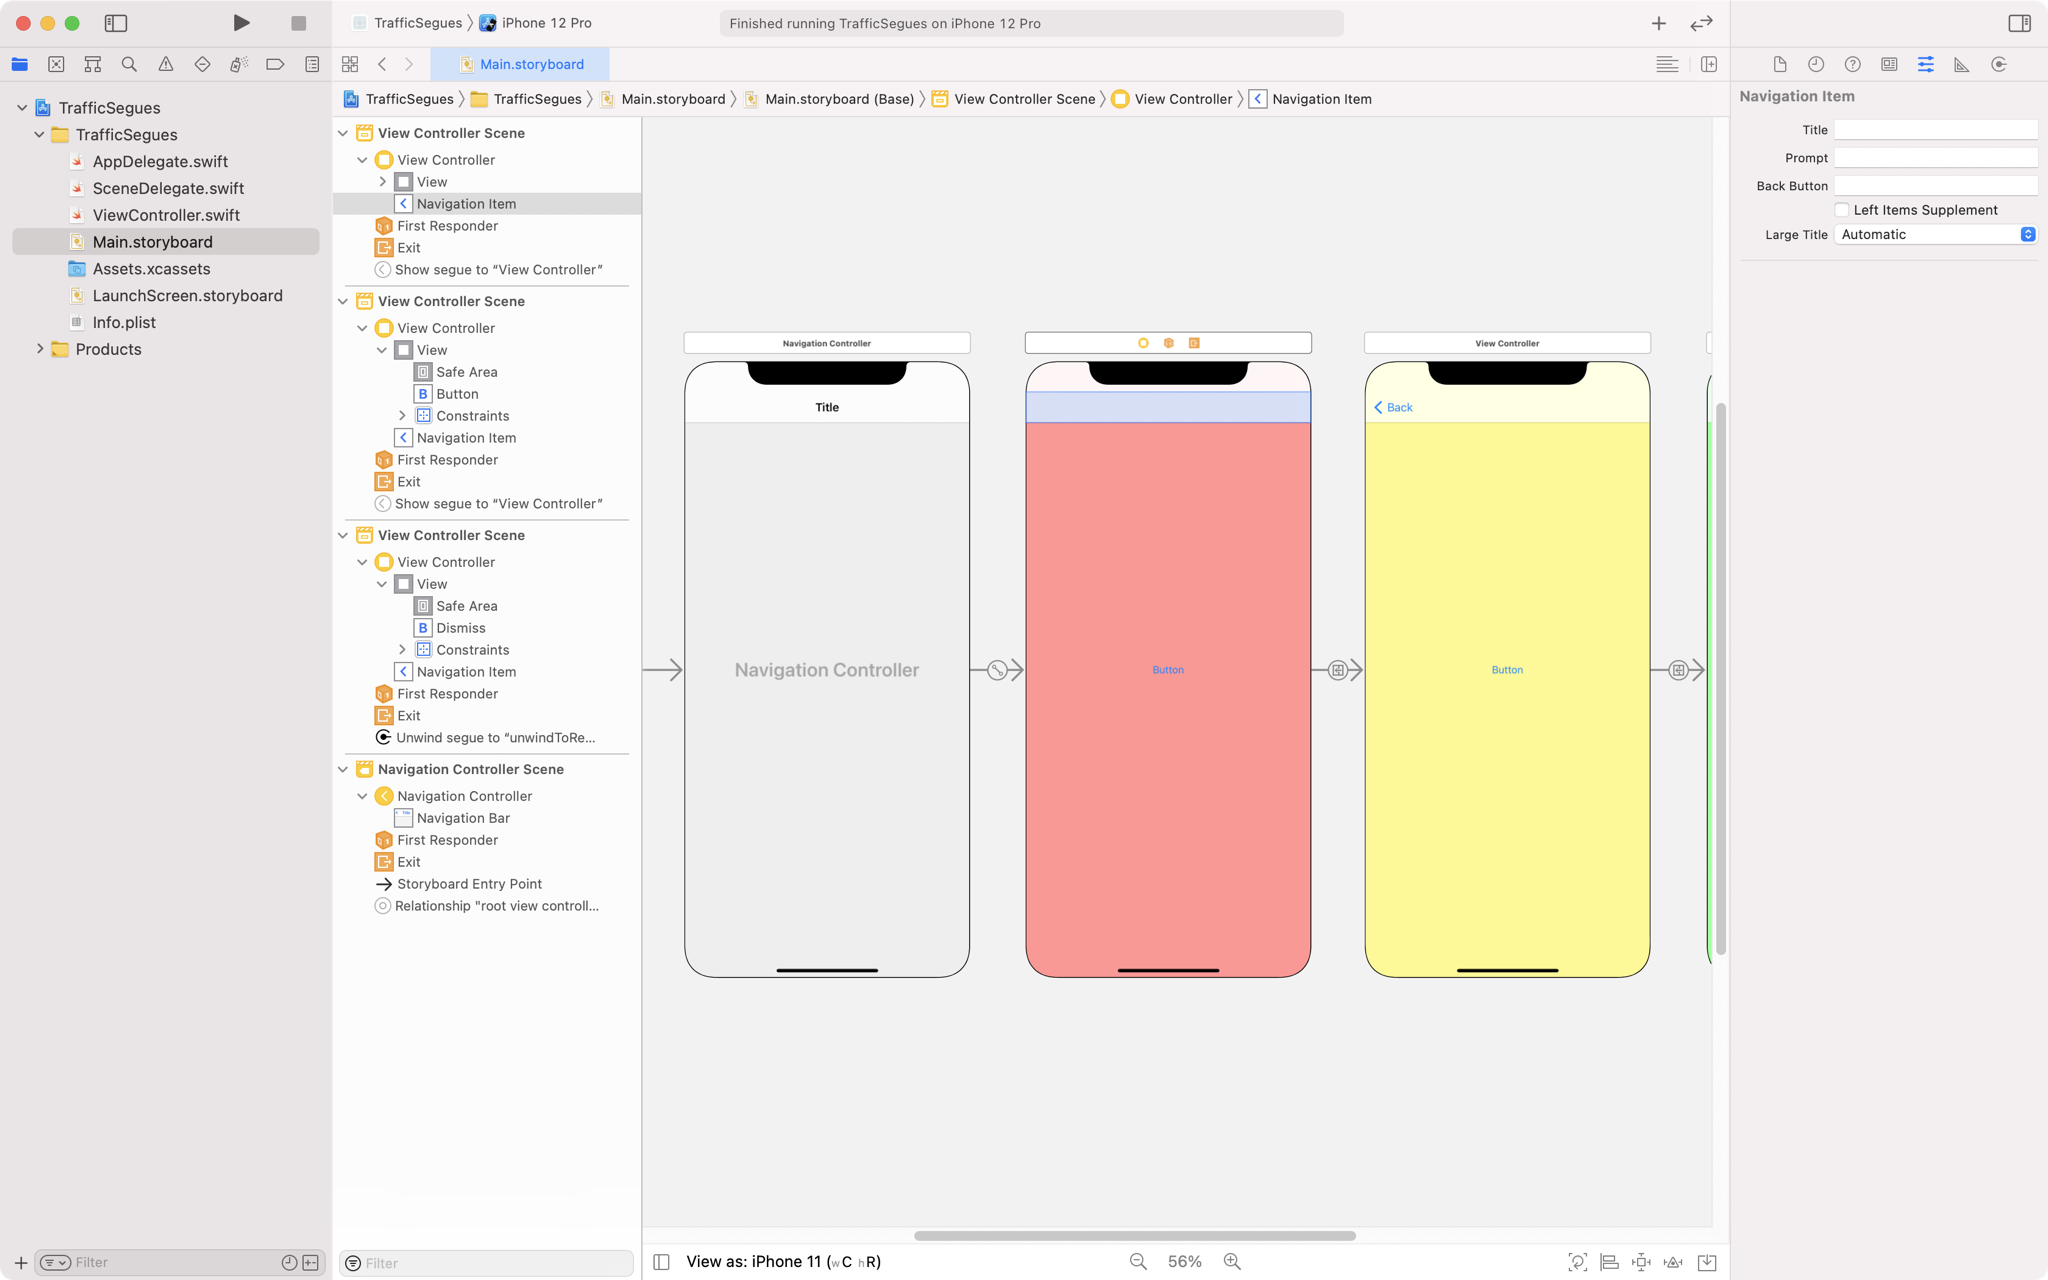 TrafficSegues
iPhone 12 Pro
Finished running TrafficSegues on iPhone 12 Pro
Main.storyboard
TrafficSegues
TrafficSegues
Main.storyboard
Main.storyboard (Base)
View Controller Scene
View Controller
Navigation Item
TrafficSegues
TrafficSegues
AppDelegate.swift
SceneDelegate.swift
ViewController.swift
Main.storyboard
Assets.xcassets
LaunchScreen.storyboard
Info.plist
Products
Filter
View Controller Scene
View Controller
View
Navigation Item
First Responder
Exit
Show segue to “View Controller”
View Controller Scene
View Controller
View
Safe Area
B Button
Constraints
Navigation Item
First Responder
Exit
Show segue to “View Controller”
View Controller Scene
View Controller
View
Safe Area
B Dismiss
Constraints
Navigation Item
First Responder
Exit
Unwind segue to “unwindToRe...
Navigation Controller Scene
Navigation Controller
Navigation Bar
First Responder
Exit
Storyboard Entry Point
Relationship "root view controll...
Filter
Navigation Controller
Title
Navigation Controller
Button
View Controller
Back
Button
View as: iPhone 11 (wC hR)
56%
Navigation Item
Title
Prompt
Back Button
Left Items Supplement
Large Title Automatic